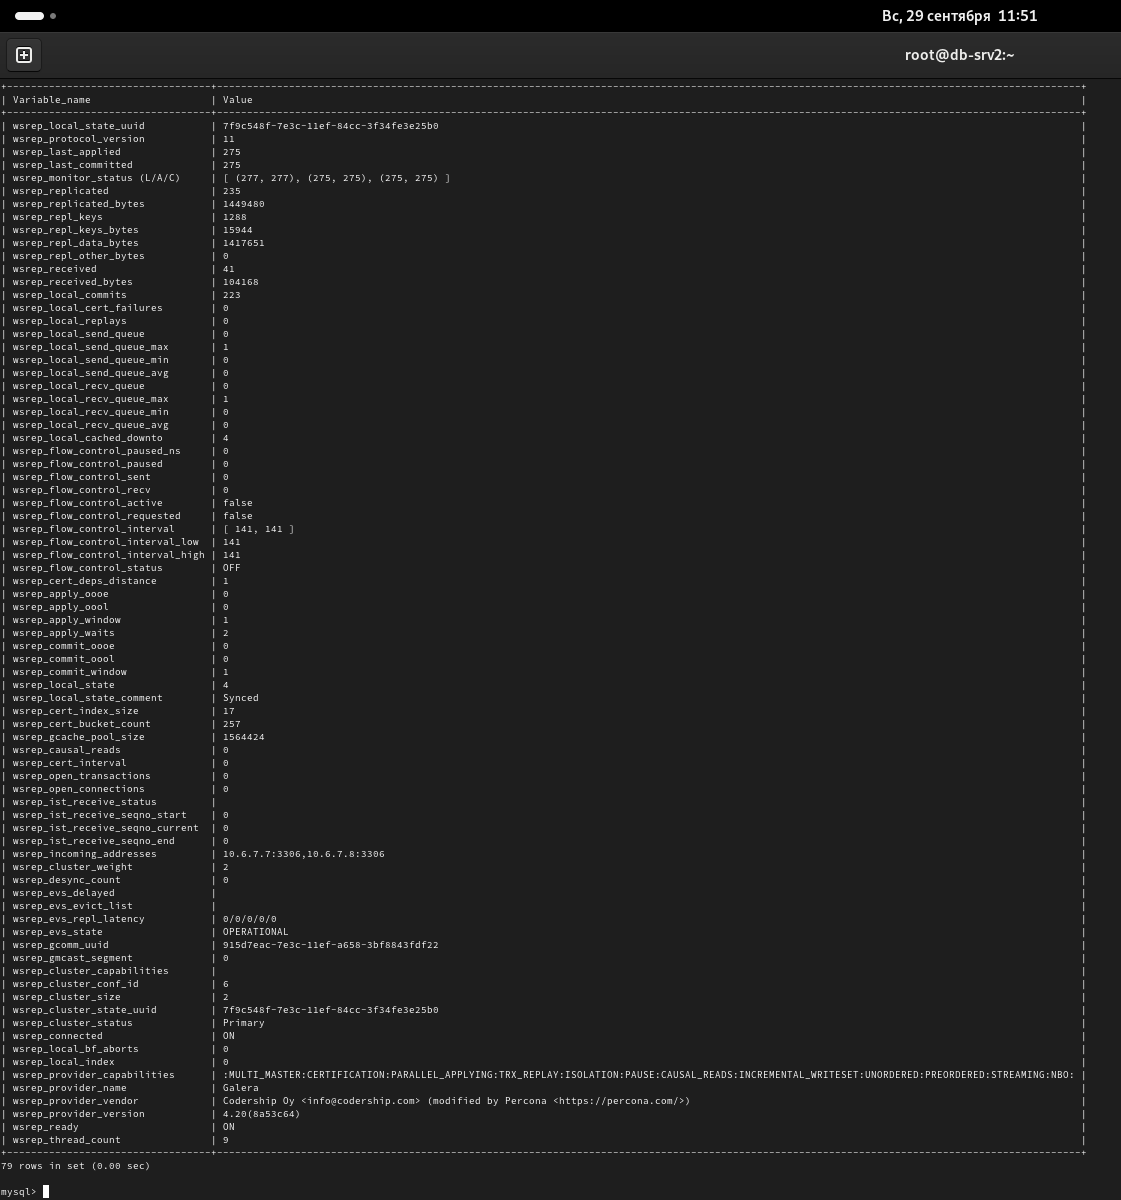 Вс, 29 сентября 11:51
root@db-srv2:~
+----------------------------------+------------------------------------------------------------------------------------------------------------------------------------------------+
| Variable_name | Value |
+----------------------------------+------------------------------------------------------------------------------------------------------------------------------------------------+
| wsrep_local_state_uuid | 7f9c548f-7e3c-11ef-84cc-3f34fe3e25b0 |
| wsrep_protocol_version | 11 |
| wsrep_last_applied | 275 |
| wsrep_last_committed | 275 |
| wsrep_monitor_status (L/A/C) | [ (277, 277), (275, 275), (275, 275) ] |
| wsrep_replicated | 235 |
| wsrep_replicated_bytes | 1449480 |
| wsrep_repl_keys | 1288 |
| wsrep_repl_keys_bytes | 15944 |
| wsrep_repl_data_bytes | 1417651 |
| wsrep_repl_other_bytes | 0 |
| wsrep_received | 41 |
| wsrep_received_bytes | 104168 |
| wsrep_local_commits | 223 |
| wsrep_local_cert_failures | 0 |
| wsrep_local_replays | 0 |
| wsrep_local_send_queue | 0 |
| wsrep_local_send_queue_max | 1 |
| wsrep_local_send_queue_min | 0 |
| wsrep_local_send_queue_avg | 0 |
| wsrep_local_recv_queue | 0 |
| wsrep_local_recv_queue_max | 1 |
| wsrep_local_recv_queue_min | 0 |
| wsrep_local_recv_queue_avg | 0 |
| wsrep_local_cached_downto | 4 |
| wsrep_flow_control_paused_ns | 0 |
| wsrep_flow_control_paused | 0 |
| wsrep_flow_control_sent | 0 |
| wsrep_flow_control_recv | 0 |
| wsrep_flow_control_active | false |
| wsrep_flow_control_requested | false |
| wsrep_flow_control_interval | [ 141, 141 ] |
| wsrep_flow_control_interval_low | 141 |
| wsrep_flow_control_interval_high | 141 |
| wsrep_flow_control_status | OFF |
| wsrep_cert_deps_distance | 1 |
| wsrep_apply_oooe | 0 |
| wsrep_apply_oool | 0 |
| wsrep_apply_window | 1 |
| wsrep_apply_waits | 2 |
| wsrep_commit_oooe | 0 |
| wsrep_commit_oool | 0 |
| wsrep_commit_window | 1 |
| wsrep_local_state | 4 |
| wsrep_local_state_comment | Synced |
| wsrep_cert_index_size | 17 |
| wsrep_cert_bucket_count | 257 |
| wsrep_gcache_pool_size | 1564424 |
| wsrep_causal_reads | 0 |
| wsrep_cert_interval | 0 |
| wsrep_open_transactions | 0 |
| wsrep_open_connections | 0 |
| wsrep_ist_receive_status | |
| wsrep_ist_receive_seqno_start | 0 |
| wsrep_ist_receive_seqno_current | 0 |
| wsrep_ist_receive_seqno_end | 0 |
| wsrep_incoming_addresses | 10.6.7.7:3306,10.6.7.8:3306 |
| wsrep_cluster_weight | 2 |
| wsrep_desync_count | 0 |
| wsrep_evs_delayed | |
| wsrep_evs_evict_list | |
| wsrep_evs_repl_latency | 0/0/0/0/0 |
| wsrep_evs_state | OPERATIONAL |
| wsrep_gcomm_uuid | 915d7eac-7e3c-11ef-a658-3bf8843fdf22 |
| wsrep_gmcast_segment | 0 |
| wsrep_cluster_capabilities | |
| wsrep_cluster_conf_id | 6 |
| wsrep_cluster_size | 2 |
| wsrep_cluster_state_uuid | 7f9c548f-7e3c-11ef-84cc-3f34fe3e25b0 |
| wsrep_cluster_status | Primary |
| wsrep_connected | ON |
| wsrep_local_bf_aborts | 0 |
| wsrep_local_index | 0 |
| wsrep_provider_capabilities | :MULTI_MASTER:CERTIFICATION:PARALLEL_APPLYING:TRX_REPLAY:ISOLATION:PAUSE:CAUSAL_READS:INCREMENTAL_WRITESET:UNORDERED:PREORDERED:STREAMING:NBO: |
| wsrep_provider_name | Galera |
| wsrep_provider_vendor | Codership Oy <info@codership.com> (modified by Percona <https://percona.com/>) |
| wsrep_provider_version | 4.20(8a53c64) |
| wsrep_ready | ON |
| wsrep_thread_count | 9 |
+----------------------------------+------------------------------------------------------------------------------------------------------------------------------------------------+
79 rows in set (0.00 sec)
mysql>